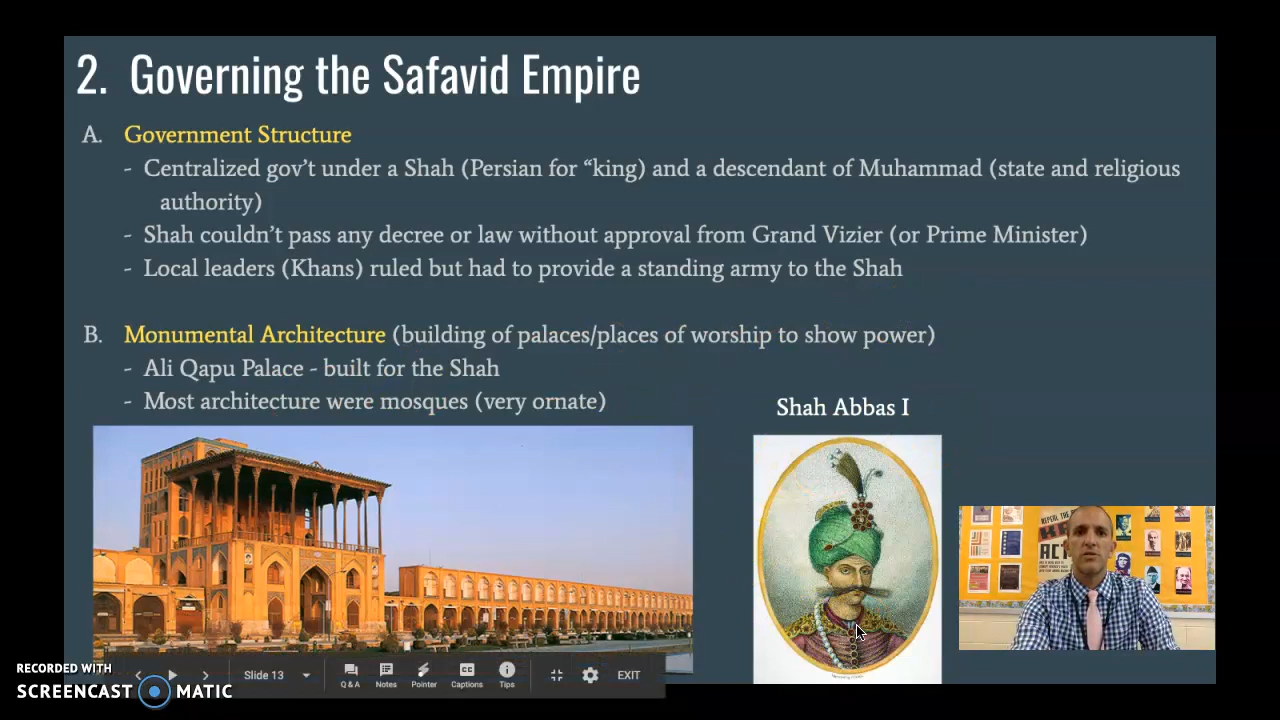 2. Governing the Safavid Empire
A. Government Structure
- Centralized gov't under a Shah (Persian for “king) and a descendant of Muhammad (state and religious
authority)
- Shah couldn't pass any decree or law without approval from Grand Vizier (or Prime Minister)
- Local leaders (Khans) ruled but had to provide a standing army to the Shah
B. Monumental Architecture (building of palaces/places of worship to show power)
- Ali Qapu Palace - built for the Shah
- Most architecture were mosques (very ornate)
Shah Abbas I
REPEAL THE
ACT
Slide 13
Q & A
Notes
Pointer
Captions
Tips
EXIT
RECORDED WITH
SCREENCAST MATIC